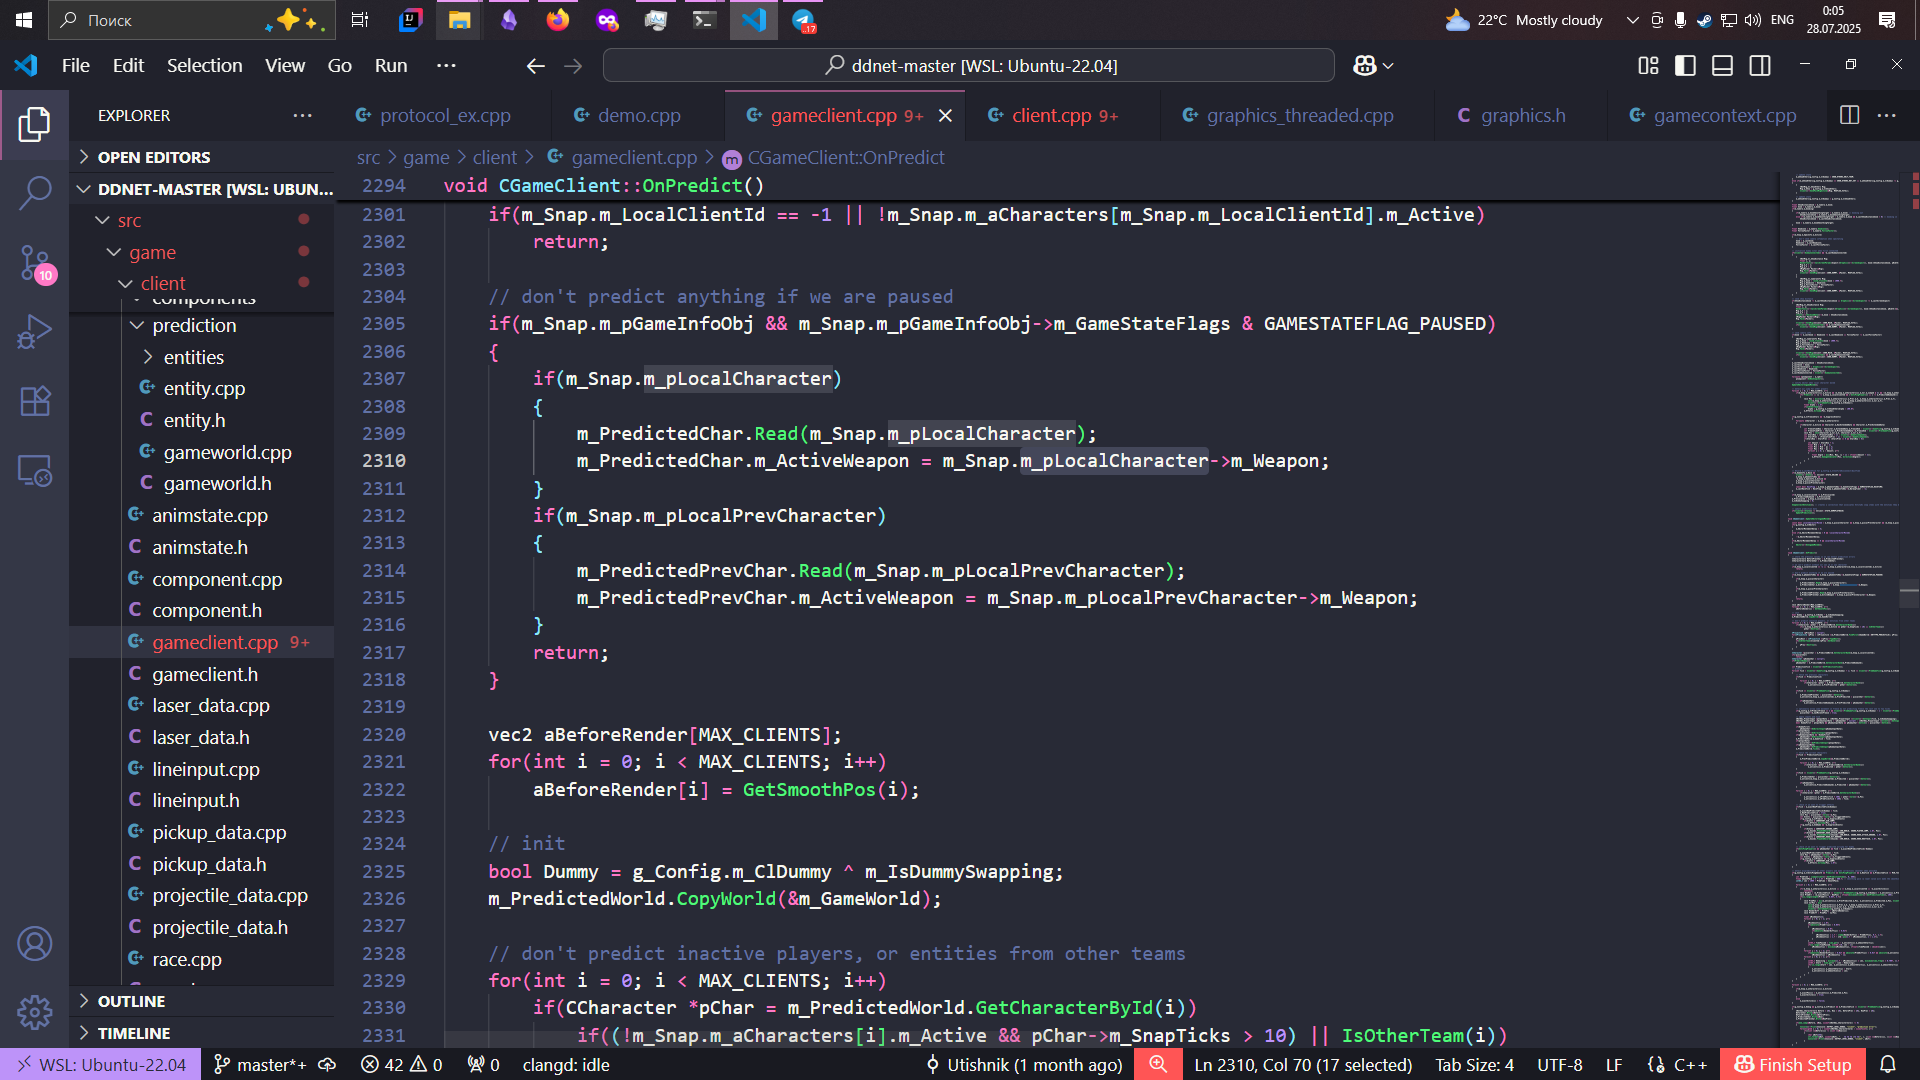 Поиск
17
22°C Mostly cloudy
ENG
0:05
28.07.2025
File Edit Selection View Go Run ...
ddnet-master [WSL: Ubuntu-22.04]
EXPLORER
protocol_ex.cpp
demo.cpp
gameclient.cpp 9+
client.cpp 9+
graphics_threaded.cpp
graphics.h
gamecontext.cpp
src > game > client > gameclient.cpp > CGameClient::OnPredict
OPEN EDITORS
DDNET-MASTER [WSL: UBUN...
src
game
client
components
prediction
entities
entity.cpp
entity.h
gameworld.cpp
gameworld.h
animstate.cpp
animstate.h
component.cpp
component.h
gameclient.cpp 9+
gameclient.h
laser_data.cpp
laser_data.h
lineinput.cpp
lineinput.h
pickup_data.cpp
pickup_data.h
projectile_data.cpp
projectile_data.h
race.cpp
OUTLINE
TIMELINE
10
2294 void CGameClient::OnPredict()
2301 if(m_Snap.m_LocalClientId == -1 || !m_Snap.m_aCharacters[m_Snap.m_LocalClientId].m_Active)
2302 return;
2303
2304 // don't predict anything if we are paused
2305 if(m_Snap.m_pGameInfoObj && m_Snap.m_pGameInfoObj->m_GameStateFlags & GAMESTATEFLAG_PAUSED)
2306 {
2307 if(m_Snap.m_pLocalCharacter)
2308 {
2309 m_PredictedChar.Read(m_Snap.m_pLocalCharacter);
2310 m_PredictedChar.m_ActiveWeapon = m_Snap.m_pLocalCharacter->m_Weapon;
2311 }
2312 if(m_Snap.m_pLocalPrevCharacter)
2313 {
2314 m_PredictedPrevChar.Read(m_Snap.m_pLocalPrevCharacter);
2315 m_PredictedPrevChar.m_ActiveWeapon = m_Snap.m_pLocalPrevCharacter->m_Weapon;
2316 }
2317 return;
2318 }
2319
2320 vec2 aBeforeRender[MAX_CLIENTS];
2321 for(int i = 0; i < MAX_CLIENTS; i++)
2322 aBeforeRender[i] = GetSmoothPos(i);
2323
2324 // init
2325 bool Dummy = g_Config.m_ClDummy ^ m_IsDummySwapping;
2326 m_PredictedWorld.CopyWorld(&m_GameWorld);
2327
2328 // don't predict inactive players, or entities from other teams
2329 for(int i = 0; i < MAX_CLIENTS; i++)
2330 if(CCharacter *pChar = m_PredictedWorld.GetCharacterById(i))
2331 if((!m_Snap.m_aCharacters[i].m_Active && pChar->m_SnapTicks > 10) || IsOtherTeam(i))
WSL: Ubuntu-22.04 master*+ 42 0 0 clangd: idle Utishnik (1 month ago) Ln 2310, Col 70 (17 selected) Tab Size: 4 UTF-8 LF {} C++ Finish Setup